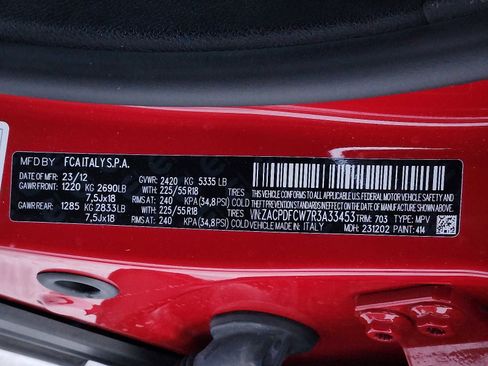 MFD BY FCA ITALY S.P.A.
DATE OF MFR: 23/12 GVWR: 2420 KG 5335 LB
GAWR FRONT: 1220 KG 2690LB WITH 225/55R18 TIRES
7,5Jx18 RIMS AT: 240 KPA (34,8PSI) COLD
GAWR REAR: 1285 KG 2833LB WITH 225/55R18 TIRES
7,5Jx18 RIMS AT: 240 KPA (34,8PSI) COLD
THIS VEHICLE CONFORMS TO ALL APPLICABLE U.S.A. FEDERAL MOTOR VEHICLE SAFETY AND
THEFT PREVENTION STANDARDS IN EFFECT ON THE DATE OF MANUFACTURE SHOWN ABOVE.
VIN: ZACPDFCW7R3A33453 TRIM: 703 TYPE: MPV
VEHICLE MADE IN: ITALY MDH: 231202 PAINT: 414